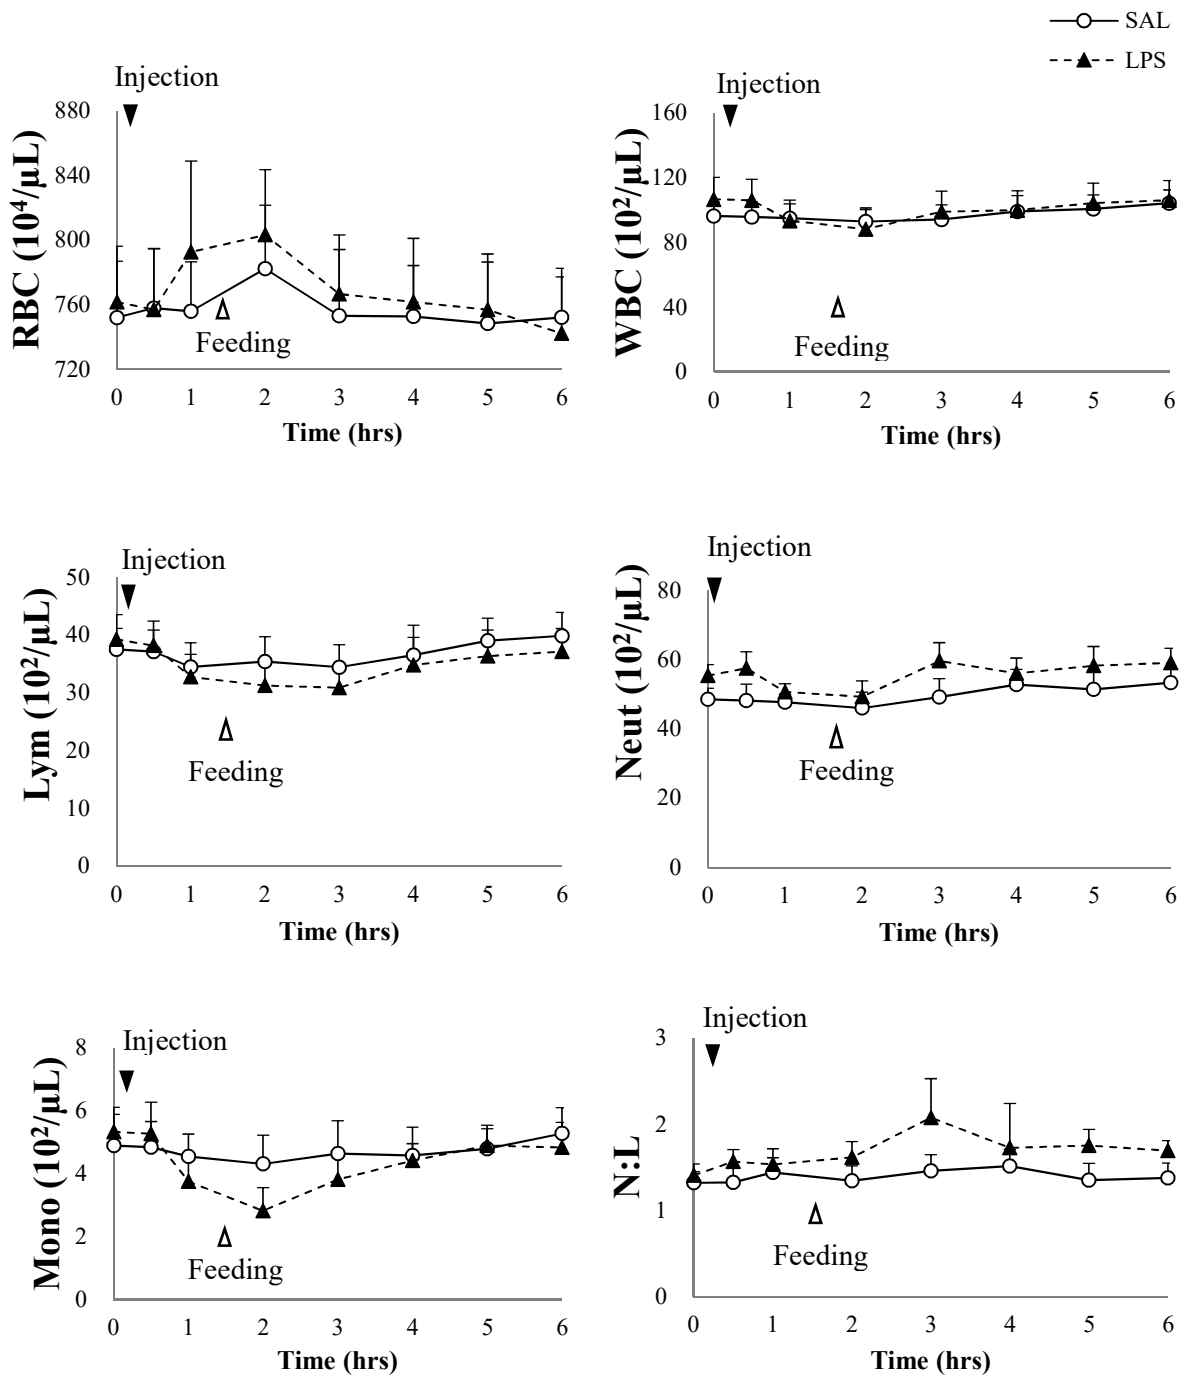 SAL
LPS
Injection
RBC (10⁴/µL)
880
840
800
760
720
Feeding
0 1 2 3 4 5 6
Time (hrs)
Injection
WBC (10²/µL)
160
120
80
40
0
Feeding
0 1 2 3 4 5 6
Time (hrs)
Injection
Lym (10²/µL)
50
40
30
20
10
0
Feeding
0 1 2 3 4 5 6
Time (hrs)
Injection
Neut (10²/µL)
80
60
40
20
0
Feeding
0 1 2 3 4 5 6
Time (hrs)
Injection
Mono (10²/µL)
8
6
4
2
0
Feeding
0 1 2 3 4 5 6
Time (hrs)
Injection
N:L
3
2
1
0
Feeding
0 1 2 3 4 5 6
Time (hrs)